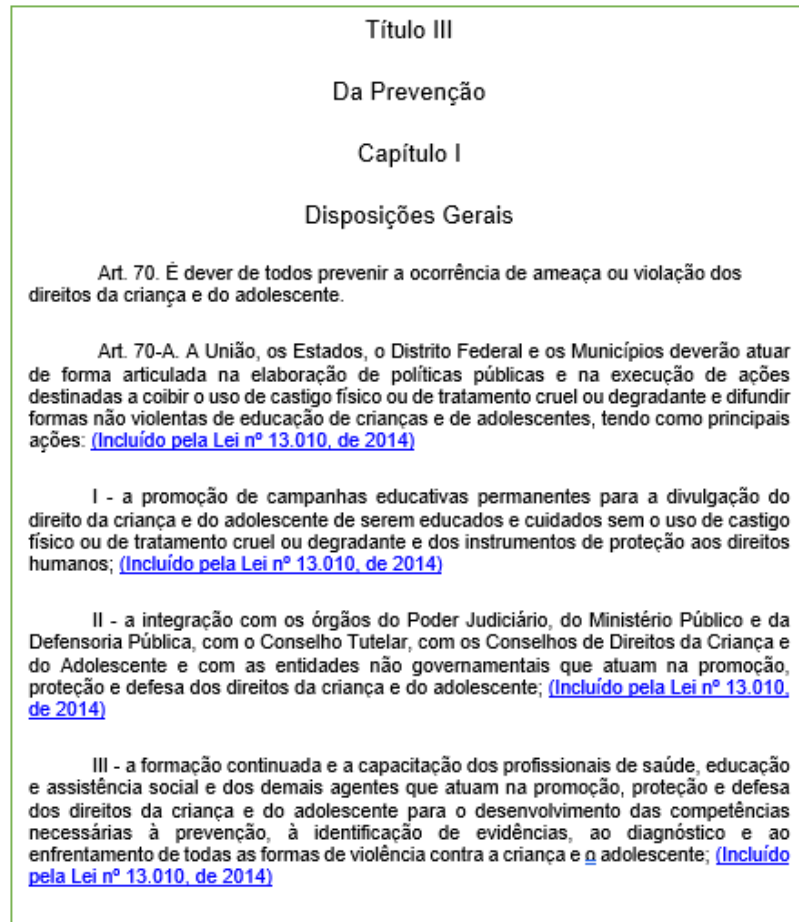 Título III
Da Prevenção
Capítulo I
Disposições Gerais
Art. 70. É dever de todos prevenir a ocorrência de ameaça ou violação dos
direitos da criança e do adolescente.
Art. 70-A. A União, os Estados, o Distrito Federal e os Municípios deverão atuar
de forma articulada na elaboração de políticas públicas e na execução de ações
destinadas a coibir o uso de castigo físico ou de tratamento cruel ou degradante e difundir
formas não violentas de educação de crianças e de adolescentes, tendo como principais
ações: (Incluído pela Lei nº 13.010, de 2014)
I - a promoção de campanhas educativas permanentes para a divulgação do
direito da criança e do adolescente de serem educados e cuidados sem o uso de castigo
físico ou de tratamento cruel ou degradante e dos instrumentos de proteção aos direitos
humanos; (Incluído pela Lei nº 13.010, de 2014)
II - a integração com os órgãos do Poder Judiciário, do Ministério Público e da
Defensoria Pública, com o Conselho Tutelar, com os Conselhos de Direitos da Criança e
do Adolescente e com as entidades não governamentais que atuam na promoção,
proteção e defesa dos direitos da criança e do adolescente; (Incluído pela Lei nº 13.010,
de 2014)
III - a formação continuada e a capacitação dos profissionais de saúde, educação
e assistência social e dos demais agentes que atuam na promoção, proteção e defesa
dos direitos da criança e do adolescente para o desenvolvimento das competências
necessárias à prevenção, à identificação de evidências, ao diagnóstico e ao
enfrentamento de todas as formas de violência contra a criança e o adolescente; (Incluído
pela Lei nº 13.010, de 2014)